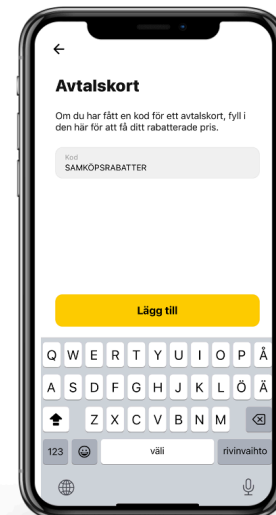 Avtalskort
Om du har fått en kod för ett avtalskort, fyll i
den här för att få ditt rabatterade pris.
Kod
SAMKÖPSRABATTER
Lägg till
Q W E R T Y U I O P Å
A S D F G H J K L Ö Ä
Z X C V B N M
123 väli rivinvaihto